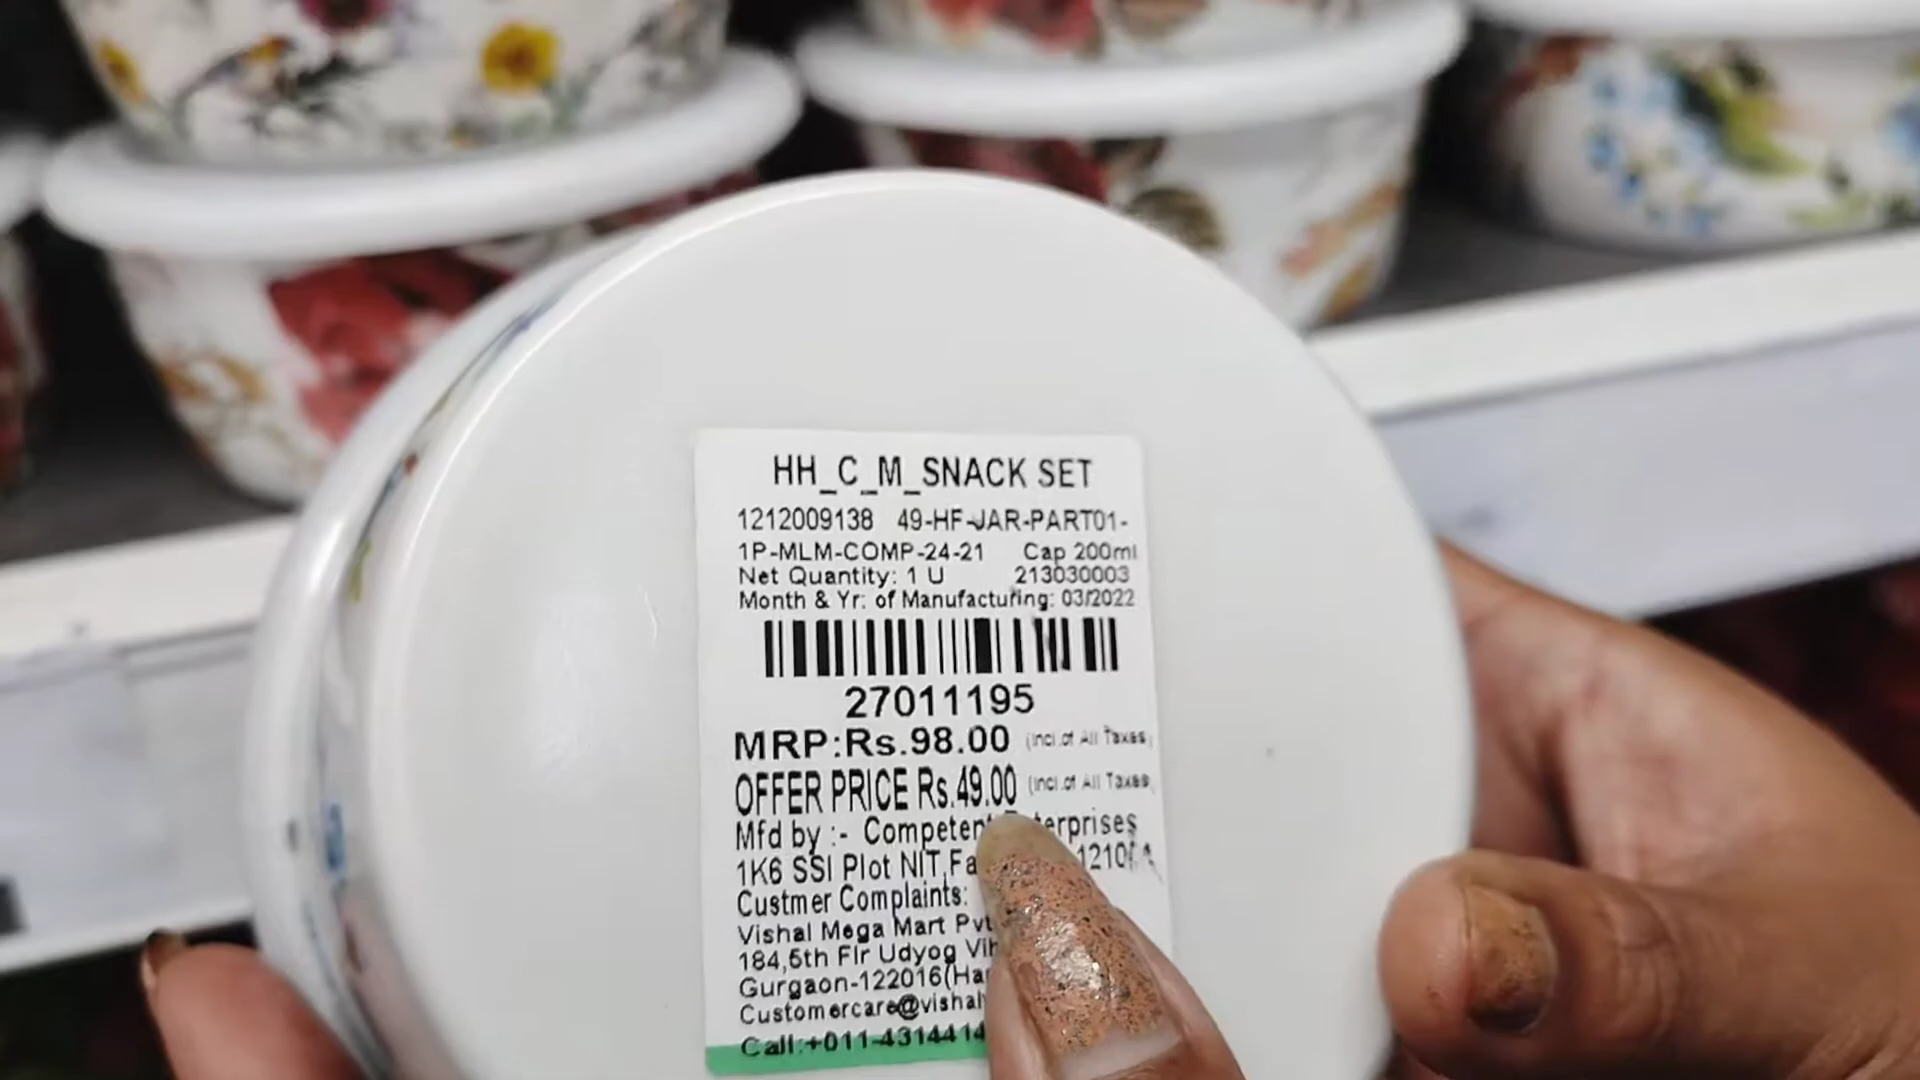 HH_C_M_SNACK SET
1212009138 49-HF-JAR-PART01-
1P-MLM-COMP-24-21 Cap 200ml
Net Quantity: 1 U 213030003
Month & Yr: of Manufacturing: 03/2022
27011195
MRP:Rs.98.00 (Incl.of All Taxes)
OFFER PRICE Rs.49.00 (Incl.of All Taxes)
Mfd by :- Competent
1K6 SSI Plot NIT,
Custmer Complaints:
Vishal Mega Mart Pvt
184,5th Flr Udyog
Gurgaon-122016
Call:+011-4314414